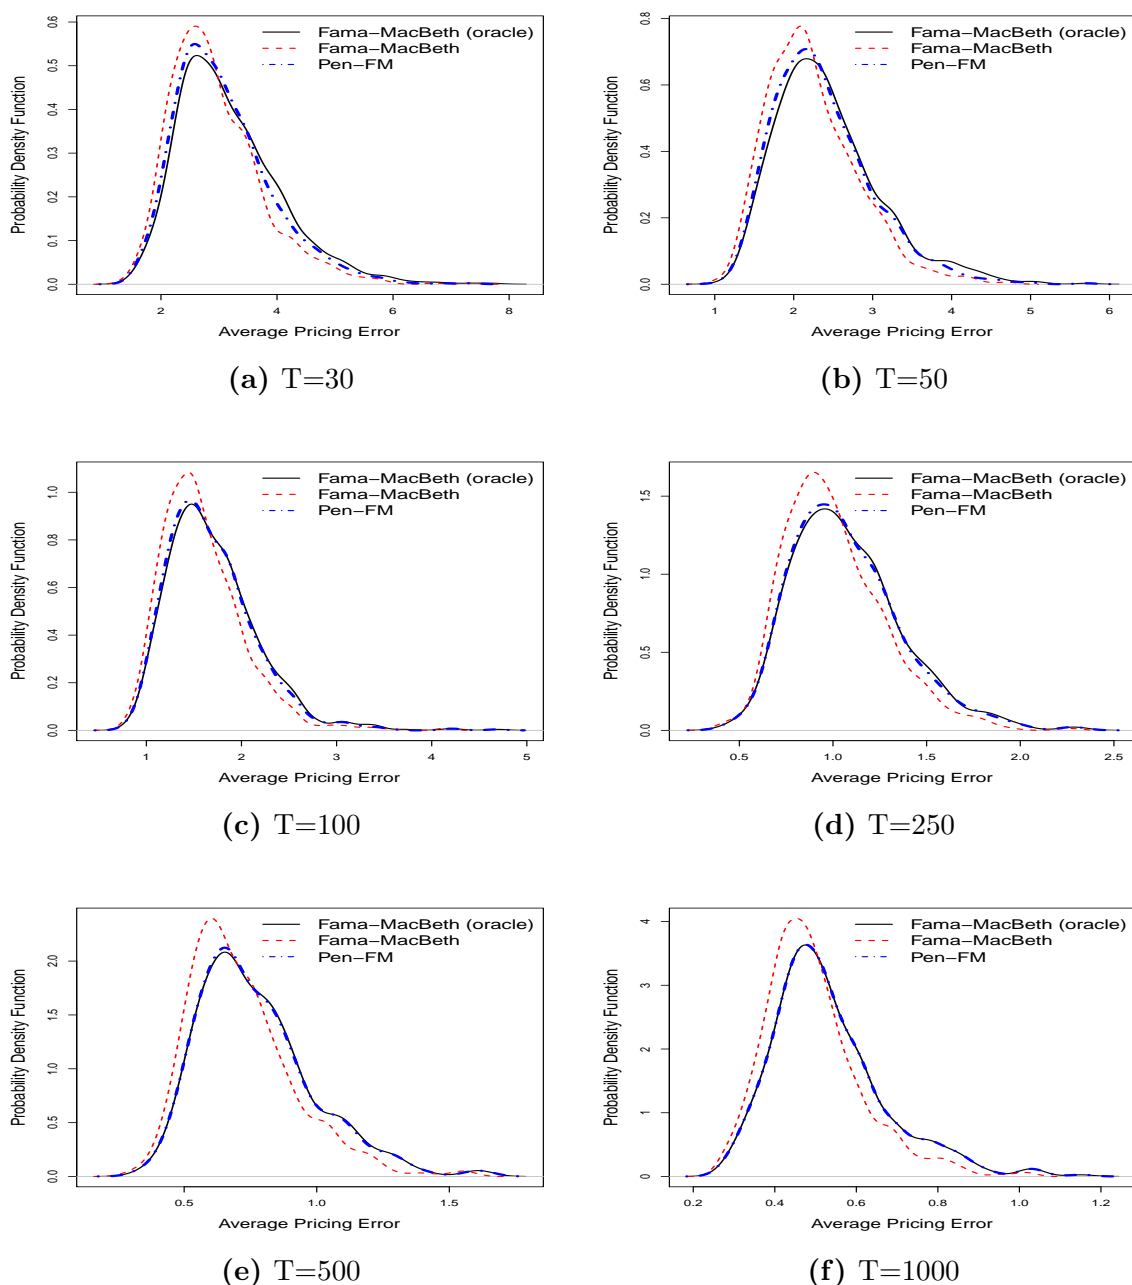 Fama−MacBeth (oracle)
Fama−MacBeth
Pen−FM
Probability Density Function
0.0 0.1 0.2 0.3 0.4 0.5 0.6
2 4 6 8
Average Pricing Error
(a) T=30
Fama−MacBeth (oracle)
Fama−MacBeth
Pen−FM
Probability Density Function
0.0 0.2 0.4 0.6 0.8
1 2 3 4 5 6
Average Pricing Error
(b) T=50
Fama−MacBeth (oracle)
Fama−MacBeth
Pen−FM
Probability Density Function
0.0 0.2 0.4 0.6 0.8 1.0
1 2 3 4 5
Average Pricing Error
(c) T=100
Fama−MacBeth (oracle)
Fama−MacBeth
Pen−FM
Probability Density Function
0.0 0.5 1.0 1.5
0.5 1.0 1.5 2.0 2.5
Average Pricing Error
(d) T=250
Fama−MacBeth (oracle)
Fama−MacBeth
Pen−FM
Probability Density Function
0.0 0.5 1.0 1.5 2.0
0.5 1.0 1.5
Average Pricing Error
(e) T=500
Fama−MacBeth (oracle)
Fama−MacBeth
Pen−FM
Probability Density Function
0 1 2 3 4
0.2 0.4 0.6 0.8 1.0 1.2
Average Pricing Error
(f) T=1000